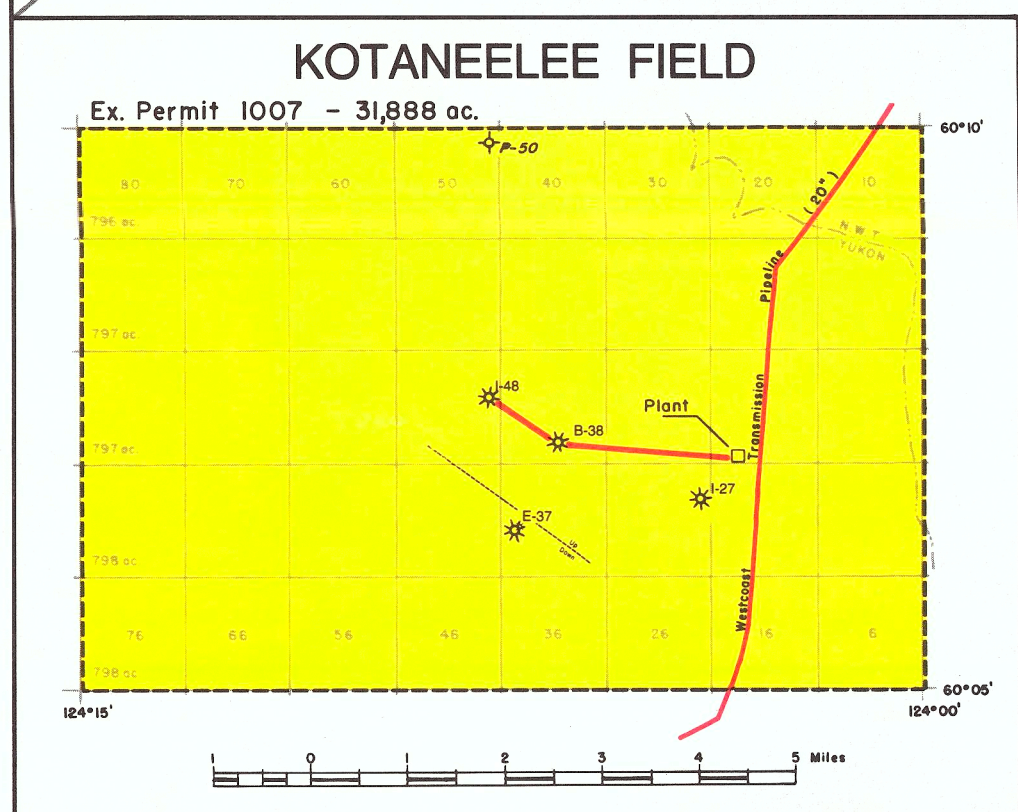 KOTANEELEE FIELD
Ex. Permit 1007 - 31,888 ac.
60°10'
P-50
80 70 60 50 40 30 20 10
(20")
796 ac.
N.W.T.
YUKON
Pipeline
797 ac.
I-48
Transmission
Plant
B-38
797 ac.
I-27
E-37
Up
Down
798 ac.
Westcoast
76 66 56 46 36 26 16 6
798 ac.
60°05'
124°15' 124°00'
1 0 1 2 3 4 5 Miles